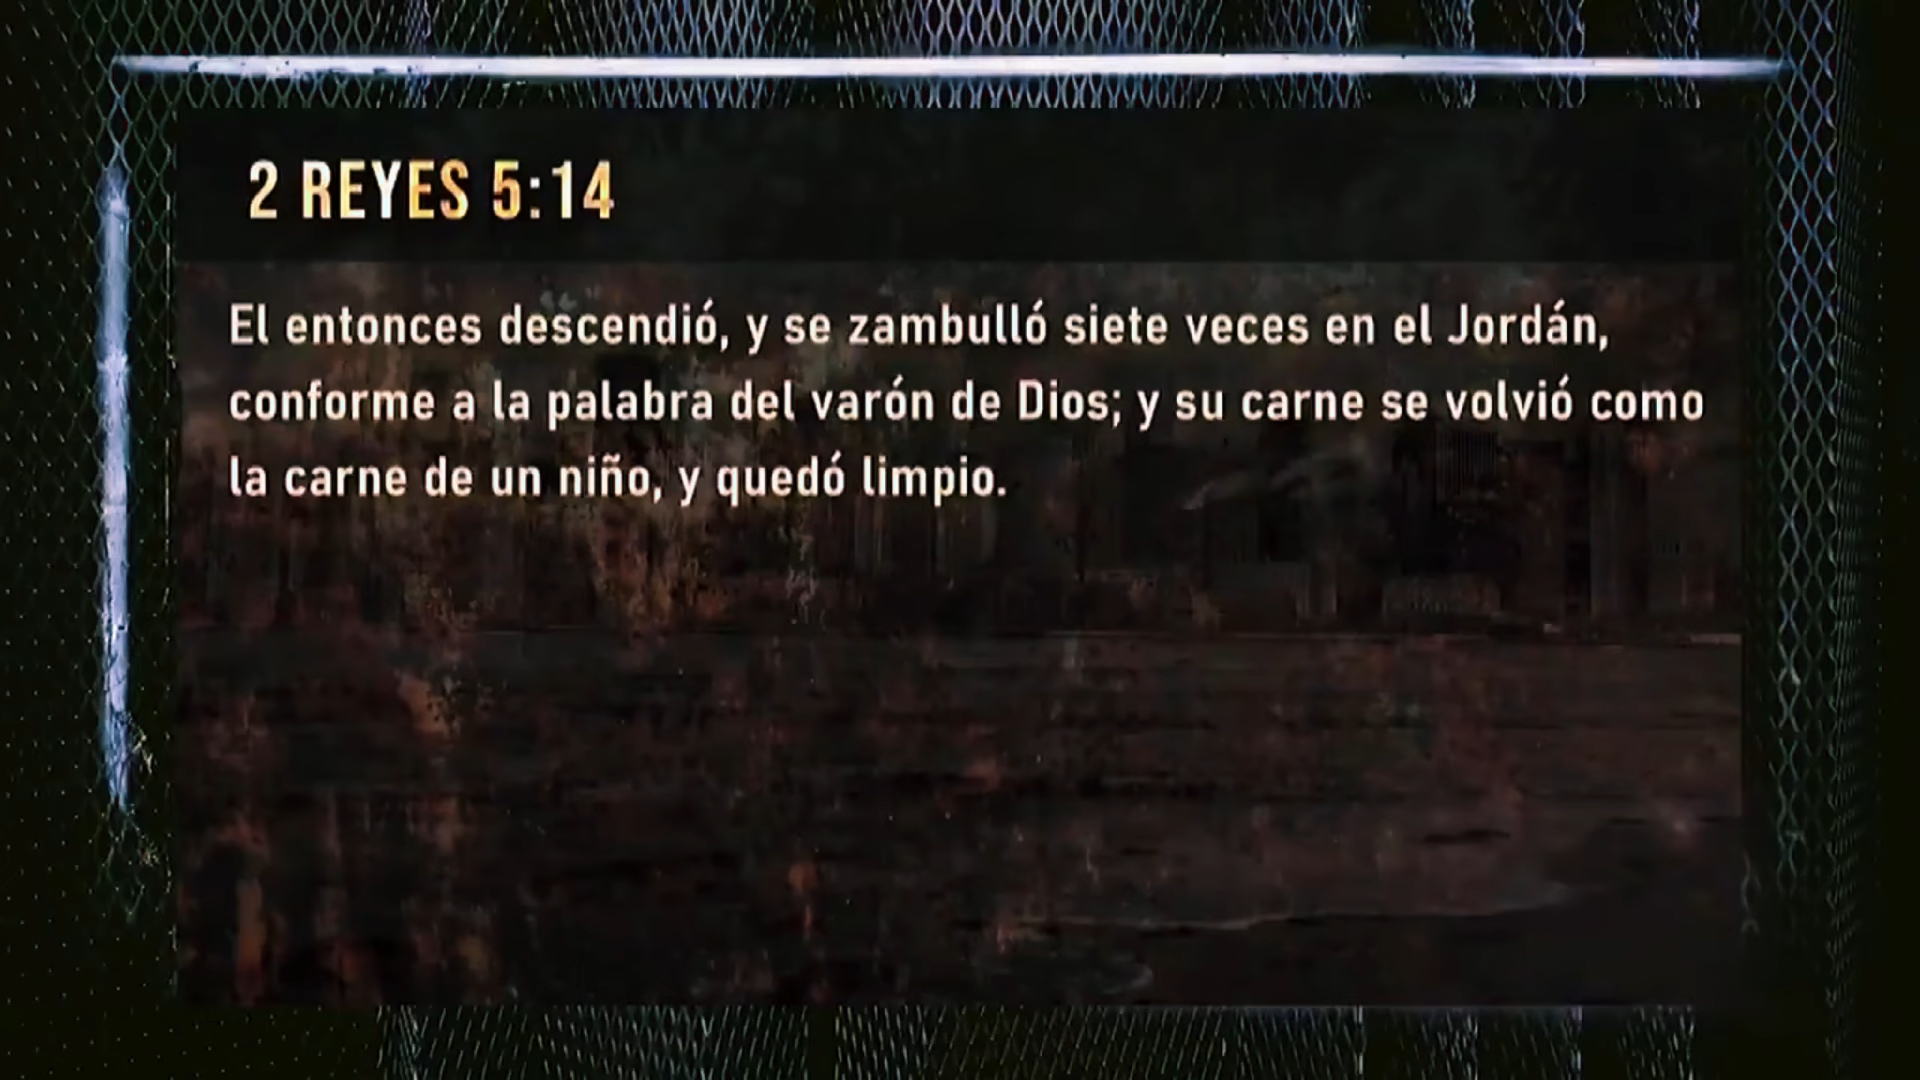 2 REYES 5:14
El entonces descendió, y se zambulló siete veces en el Jordán,
conforme a la palabra del varón de Dios; y su carne se volvió como
la carne de un niño, y quedó limpio.